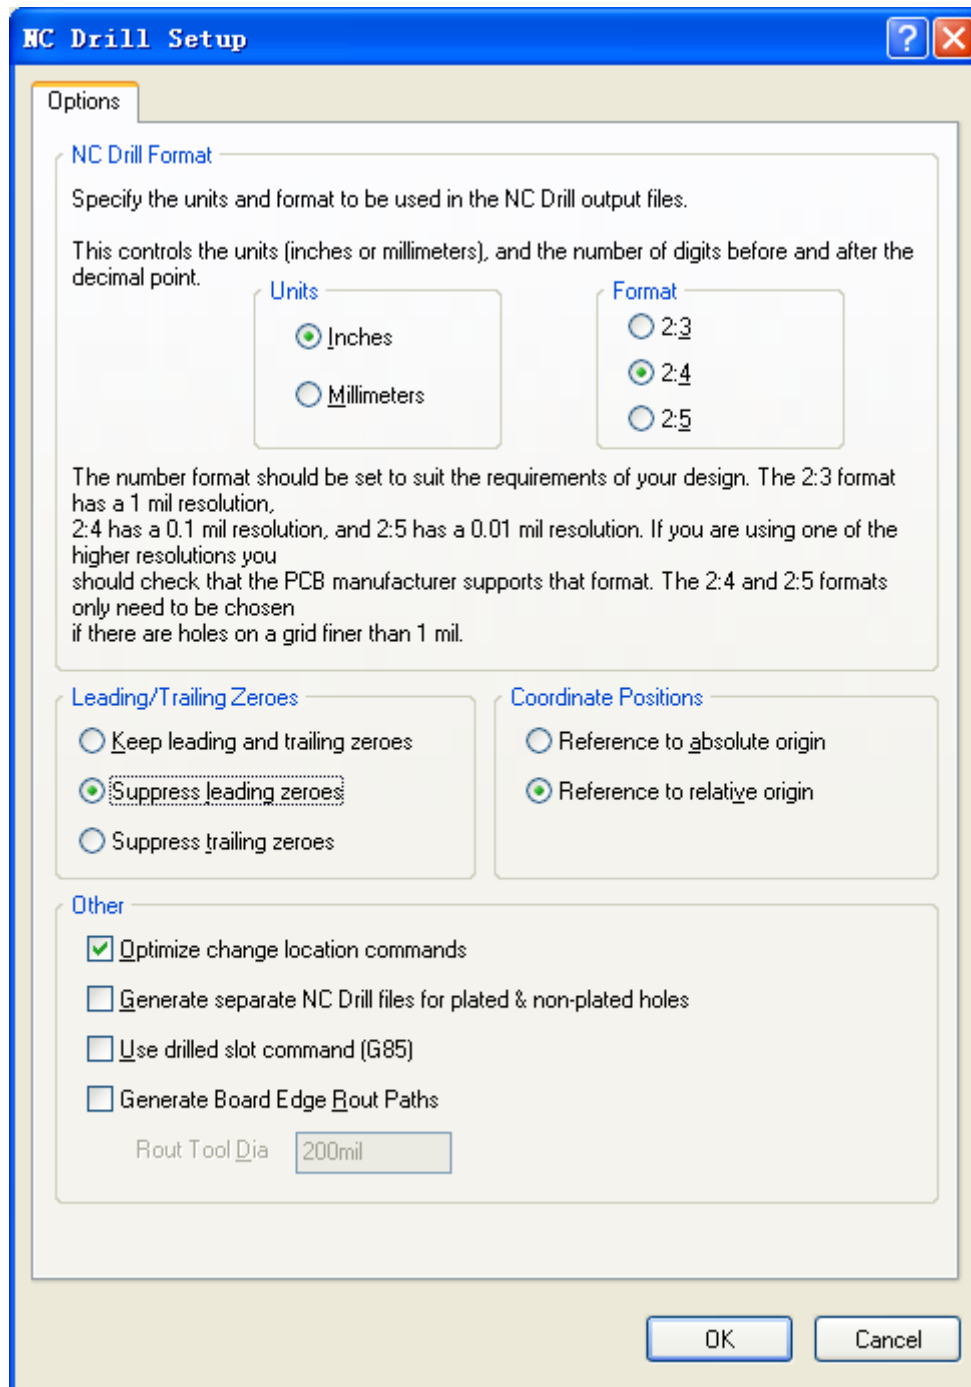 NC Drill Setup
Options
NC Drill Format
Specify the units and format to be used in the NC Drill output files.
This controls the units (inches or millimeters), and the number of digits before and after the
decimal point.
Units
Inches
Millimeters
Format
2:3
2:4
2:5
The number format should be set to suit the requirements of your design. The 2:3 format
has a 1 mil resolution,
2:4 has a 0.1 mil resolution, and 2:5 has a 0.01 mil resolution. If you are using one of the
higher resolutions you
should check that the PCB manufacturer supports that format. The 2:4 and 2:5 formats
only need to be chosen
if there are holes on a grid finer than 1 mil.
Leading/Trailing Zeroes
Keep leading and trailing zeroes
Suppress leading zeroes
Suppress trailing zeroes
Coordinate Positions
Reference to absolute origin
Reference to relative origin
Other
Optimize change location commands
Generate separate NC Drill files for plated & non-plated holes
Use drilled slot command (G85)
Generate Board Edge Rout Paths
Rout Tool Dia 200mil
OK Cancel